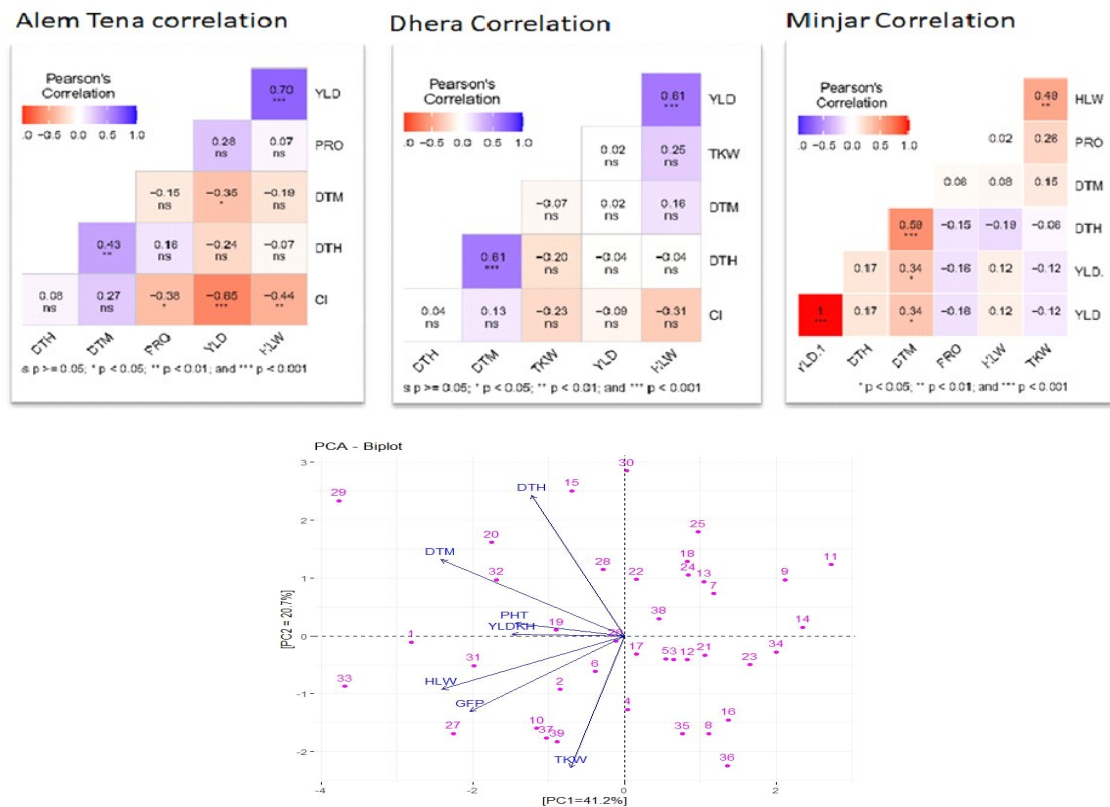 Alem Tena correlation
Dhera Correlation
Minjar Correlation
Pearson's
Correlation
.0 -0.5 0.0 0.5 1.0
0.70
***
YLD
0.28
ns
0.07
ns
PRO
-0.15
ns
-0.35
*
-0.19
ns
DTM
0.43
**
0.16
ns
-0.24
ns
-0.07
ns
DTH
0.08
ns
0.27
ns
-0.38
*
-0.65
***
-0.44
**
CI
DTH DTM PRO YLD HLW
s p >= 0.05; * p < 0.05; ** p < 0.01; and *** p < 0.001
Pearson's
Correlation
.0 -0.5 0.0 0.5 1.0
0.61
***
YLD
0.02
ns
0.25
ns
TKW
-0.07
ns
0.02
ns
0.16
ns
DTM
0.61
***
-0.20
ns
-0.04
ns
-0.04
ns
DTH
0.04
ns
0.13
ns
-0.23
ns
-0.09
ns
-0.31
ns
CI
DTH DTM TKW YLD HLW
s p >= 0.05; * p < 0.05; ** p < 0.01; and *** p < 0.001
Pearson's
Correlation
.0 -0.5 0.0 0.5 1.0
0.49
**
HLW
0.02 0.26 PRO
0.06 0.08 0.15 DTM
0.59
***
-0.15 -0.19 -0.06 DTH
0.17 0.34
*
-0.16 0.12 -0.12 YLD.
1
***
0.17 0.34
*
-0.16 0.12 -0.12 YLD
YLD.1 DTH DTM PRO HLW TKW
* p < 0.05; ** p < 0.01; and *** p < 0.001
PCA - Biplot
3
30
15
DTH
29
2
25
20
18
11
DTM
28
24
32
22
13
9
1
7
38
PHT
14
19
YLDKH
0
1
17
53
12
21
34
23
31
6
HLW
2
33
-1
GFP
4
16
27
10
37
39
35
8
-2
TKW
36
-4 -2 0 2
[PC2 = 20.7%]
[PC1=41.2%]